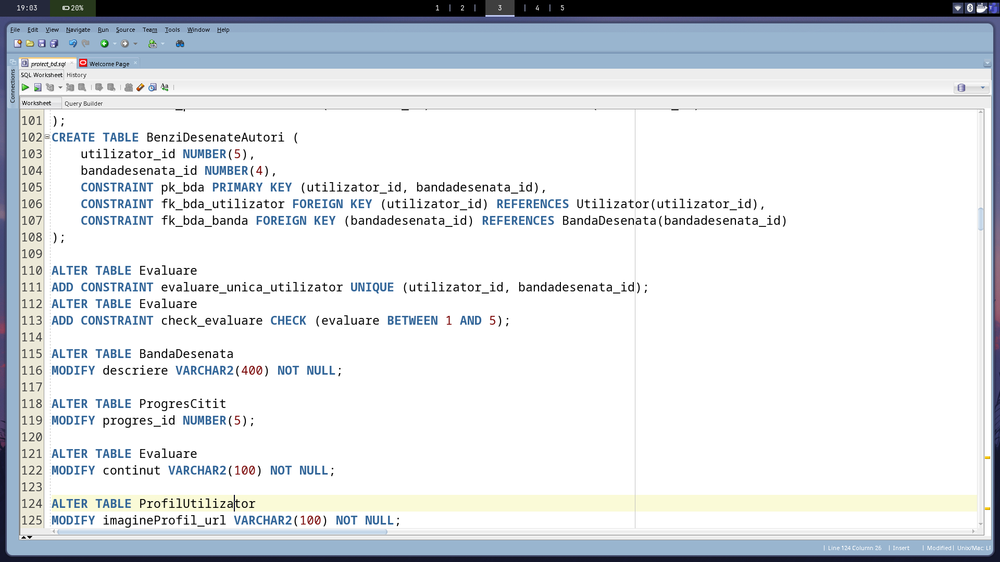 19:03 20% 1 | 2 | 3 | 4 | 5
File Edit View Navigate Run Source Team Tools Window Help
proiect_bd.sql Welcome Page
Connections
SQL Worksheet History
Worksheet Query Builder
101 );
102 CREATE TABLE BenziDesenateAutori (
103 utilizator_id NUMBER(5),
104 bandadesenata_id NUMBER(4),
105 CONSTRAINT pk_bda PRIMARY KEY (utilizator_id, bandadesenata_id),
106 CONSTRAINT fk_bda_utilizator FOREIGN KEY (utilizator_id) REFERENCES Utilizator(utilizator_id),
107 CONSTRAINT fk_bda_banda FOREIGN KEY (bandadesenata_id) REFERENCES BandaDesenata(bandadesenata_id)
108 );
109
110 ALTER TABLE Evaluare
111 ADD CONSTRAINT evaluare_unica_utilizator UNIQUE (utilizator_id, bandadesenata_id);
112 ALTER TABLE Evaluare
113 ADD CONSTRAINT check_evaluare CHECK (evaluare BETWEEN 1 AND 5);
114
115 ALTER TABLE BandaDesenata
116 MODIFY descriere VARCHAR2(400) NOT NULL;
117
118 ALTER TABLE ProgresCitit
119 MODIFY progres_id NUMBER(5);
120
121 ALTER TABLE Evaluare
122 MODIFY continut VARCHAR2(100) NOT NULL;
123
124 ALTER TABLE ProfilUtilizator
125 MODIFY imagineProfil_url VARCHAR2(100) NOT NULL;
| Line 124 Column 26 | Insert | Modified | Unix/Mac: LF